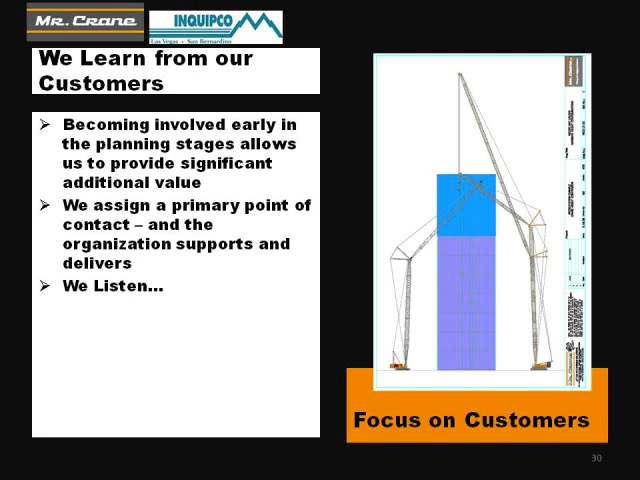 Mr. Crane
INQUIPCO
Las Vegas - San Bernardino
We Learn from our
Customers
➢ Becoming involved early in
the planning stages allows
us to provide significant
additional value
➢ We assign a primary point of
contact – and the
organization supports and
delivers
➢ We Listen...
Focus on Customers
30